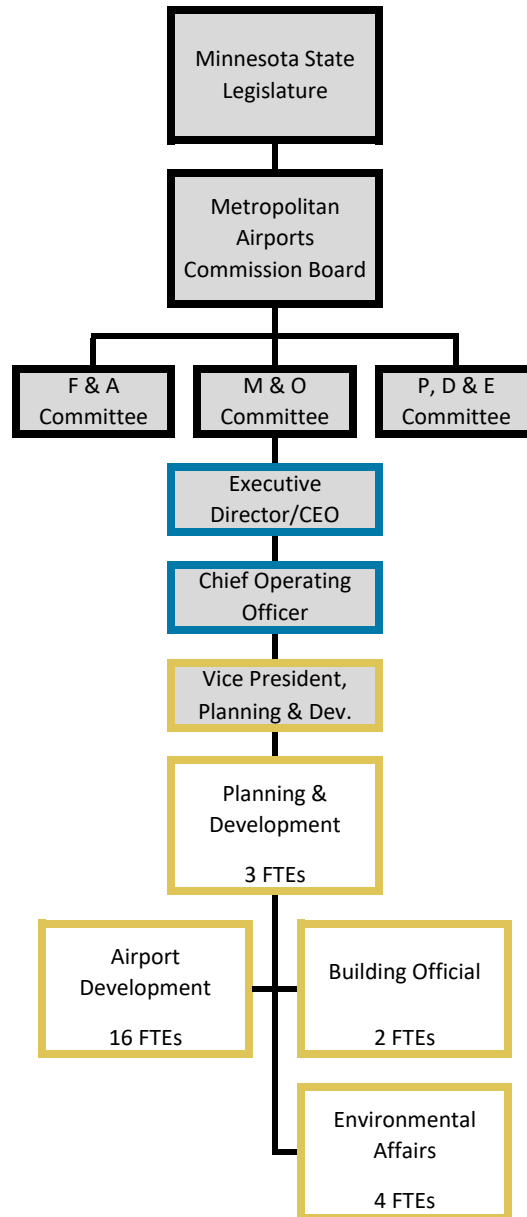 Minnesota State
Legislature
Metropolitan
Airports
Commission Board
F & A
Committee
M & O
Committee
P, D & E
Committee
Executive
Director/CEO
Chief Operating
Officer
Vice President,
Planning & Dev.
Planning &
Development
3 FTEs
Airport
Development
16 FTEs
Building Official
2 FTEs
Environmental
Affairs
4 FTEs